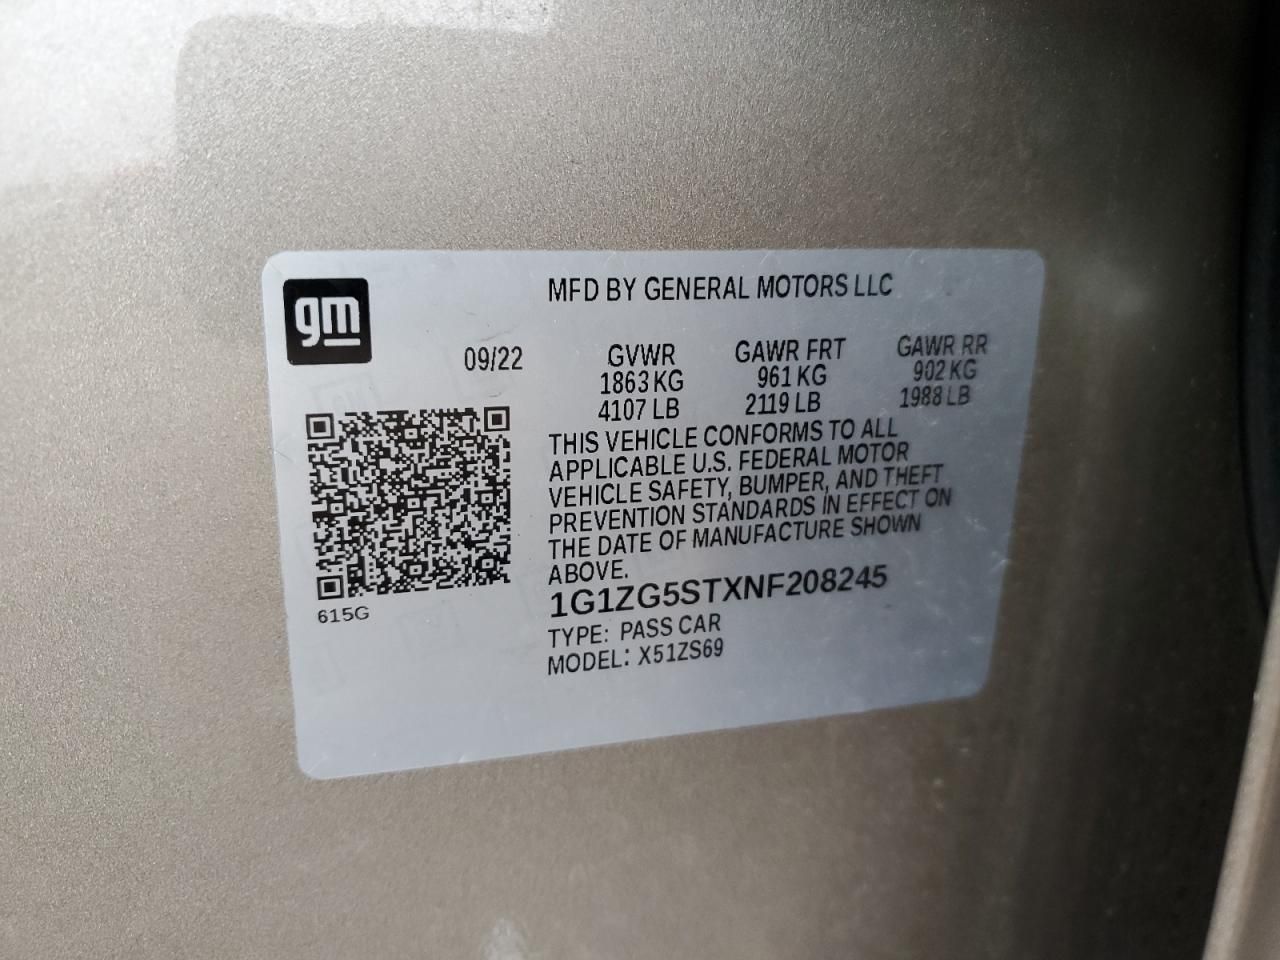 gm
MFD BY GENERAL MOTORS LLC
09/22
GVWR GAWR FRT GAWR RR
1863 KG 961 KG 902 KG
4107 LB 2119 LB 1988 LB
THIS VEHICLE CONFORMS TO ALL
APPLICABLE U.S. FEDERAL MOTOR
VEHICLE SAFETY, BUMPER, AND THEFT
PREVENTION STANDARDS IN EFFECT ON
THE DATE OF MANUFACTURE SHOWN
ABOVE.
1G1ZG5STXNF208245
TYPE: PASS CAR
MODEL: X51ZS69
615G